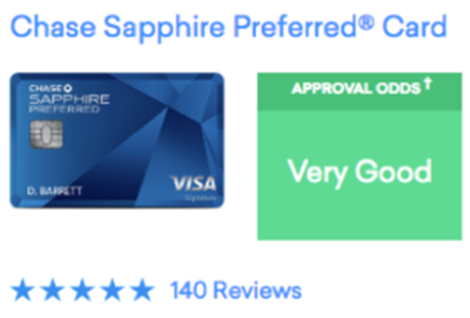 Chase Sapphire Preferred® Card
CHASE
SAPPHIRE
PREFERRED
D. BARRETT
VISA
Signature
APPROVAL ODDS†
Very Good
140 Reviews